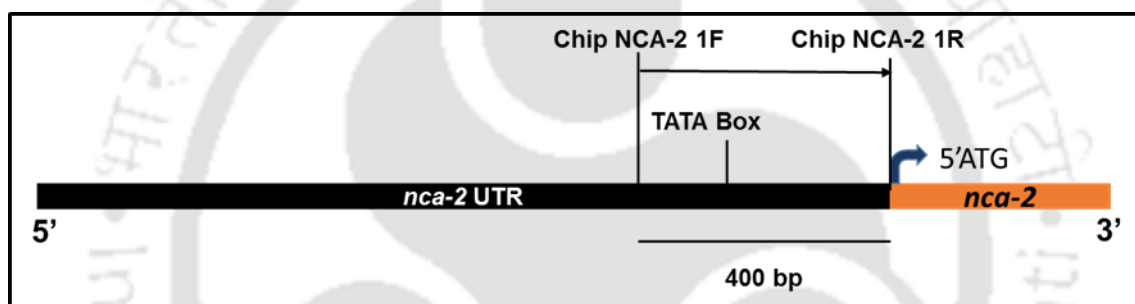 Chip NCA-2 1F
Chip NCA-2 1R
TATA Box
5'ATG
nca-2 UTR
nca-2
5'
3'
400 bp